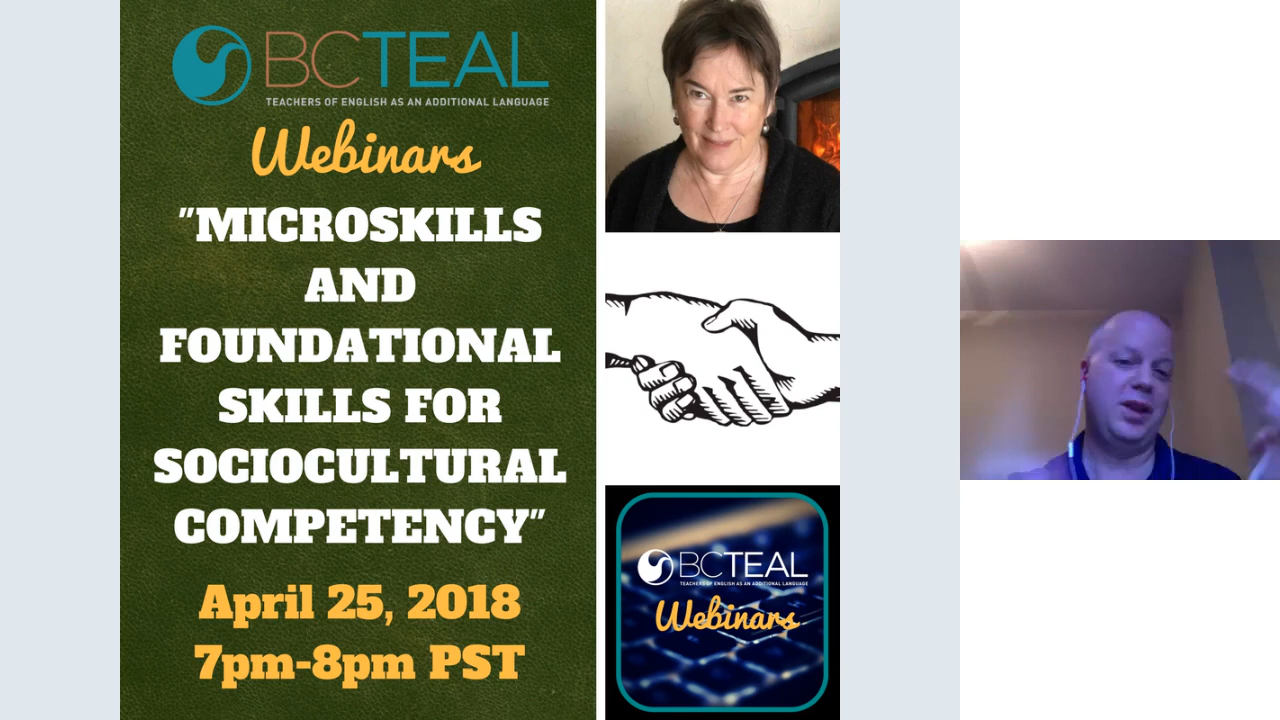 BCTEAL
TEACHERS OF ENGLISH AS AN ADDITIONAL LANGUAGE
Webinars
"MICROSKILLS
AND
FOUNDATIONAL
SKILLS FOR
SOCIOCULTURAL
COMPETENCY"
April 25, 2018
7pm-8pm PST
BCTEAL
TEACHERS OF ENGLISH AS AN ADDITIONAL LANGUAGE
Webinars